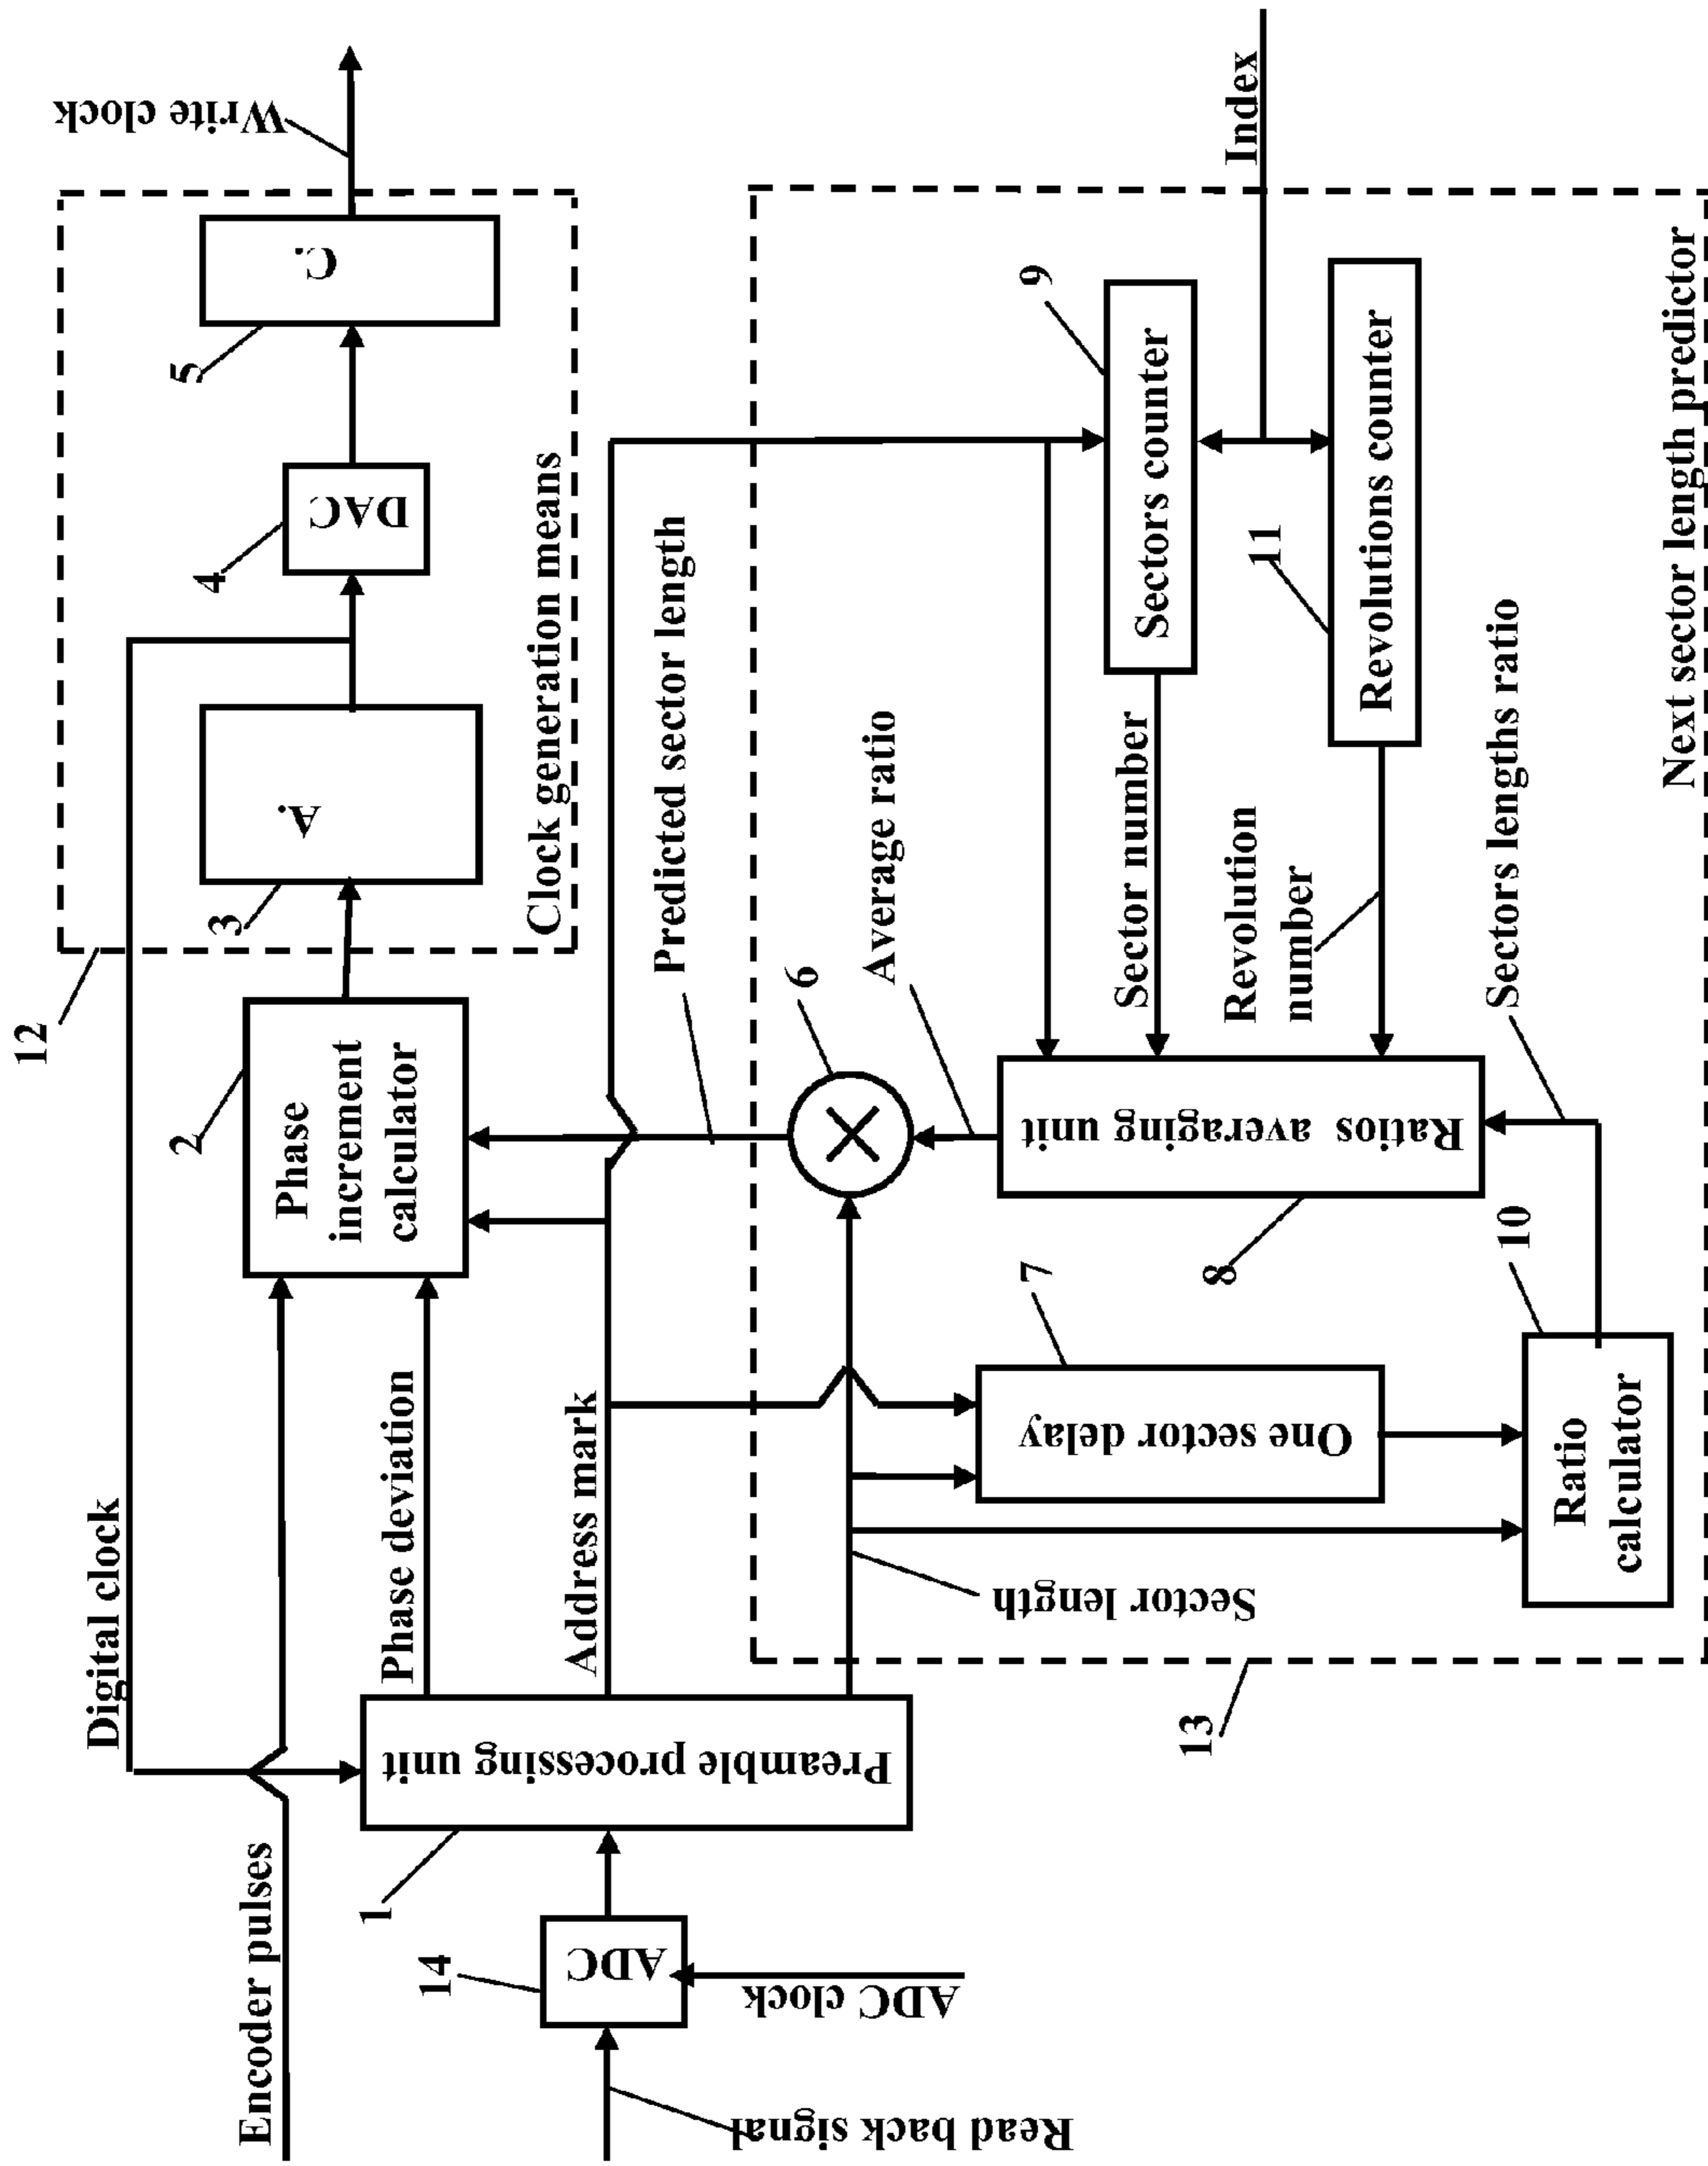 Encoder pulses
Digital clock
12
Write clock
3
A.
4
DAC
5
C.
Clock generation means
2
Phase
increment
calculator
Phase deviation
Address mark
Predicted sector length
Read back signal
14
ADC
ADC clock
1
Preamble processing unit
Sector length
13
7
One sector delay
6
Average ratio
8
Ratios averaging unit
10
Ratio
calculator
Sectors lengths ratio
Sector number
Revolution
number
9
Sectors counter
11
Revolutions counter
Index
Next sector length predictor